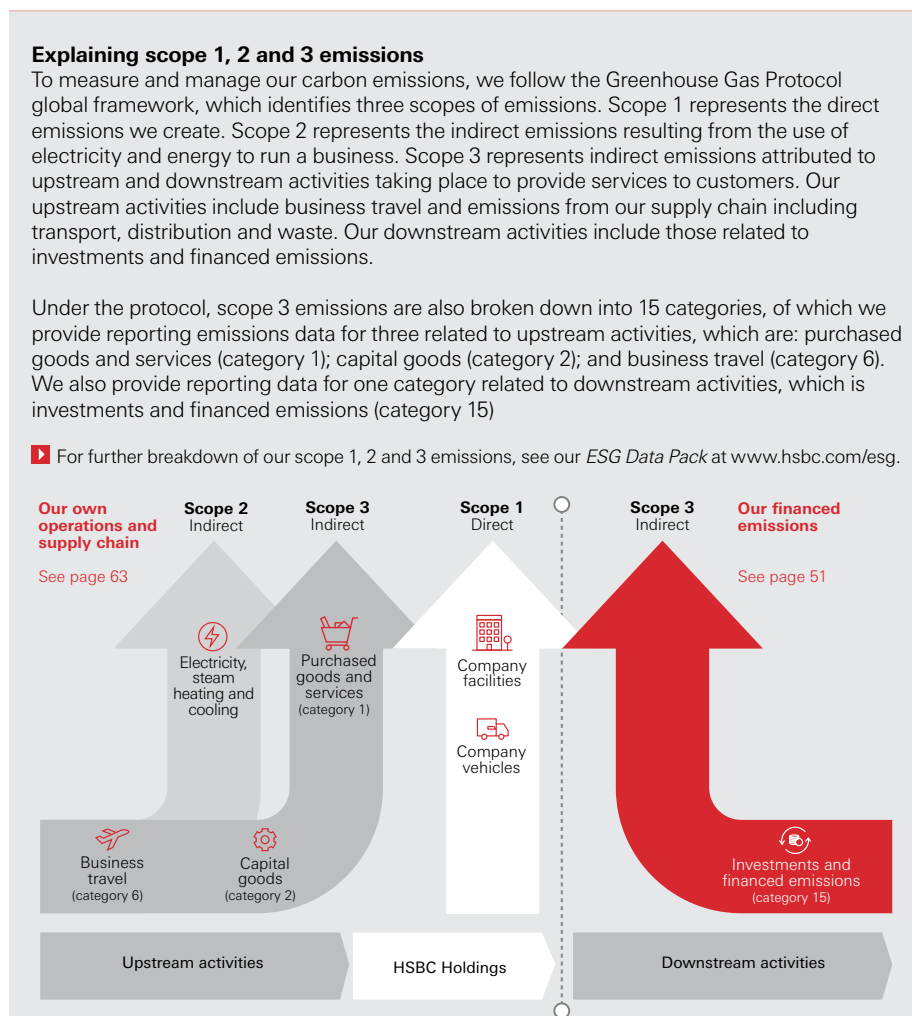 Explaining scope 1, 2 and 3 emissions
To measure and manage our carbon emissions, we follow the Greenhouse Gas Protocol
global framework, which identifies three scopes of emissions. Scope 1 represents the direct
emissions we create. Scope 2 represents the indirect emissions resulting from the use of
electricity and energy to run a business. Scope 3 represents indirect emissions attributed to
upstream and downstream activities taking place to provide services to customers. Our
upstream activities include business travel and emissions from our supply chain including
transport, distribution and waste. Our downstream activities include those related to
investments and financed emissions.
Under the protocol, scope 3 emissions are also broken down into 15 categories, of which we
provide reporting emissions data for three related to upstream activities, which are: purchased
goods and services (category 1); capital goods (category 2); and business travel (category 6).
We also provide reporting data for one category related to downstream activities, which is
investments and financed emissions (category 15)
For further breakdown of our scope 1, 2 and 3 emissions, see our ESG Data Pack at www.hsbc.com/esg.
Our own
operations and
supply chain
See page 63
Scope 2
Indirect
Scope 3
Indirect
Scope 1
Direct
Scope 3
Indirect
Our financed
emissions
See page 51
Electricity,
steam
heating and
cooling
Purchased
goods and
services
(category 1)
Company
facilities
Company
vehicles
Business
travel
(category 6)
Capital
goods
(category 2)
Investments and
financed emissions
(category 15)
Upstream activities
HSBC Holdings
Downstream activities